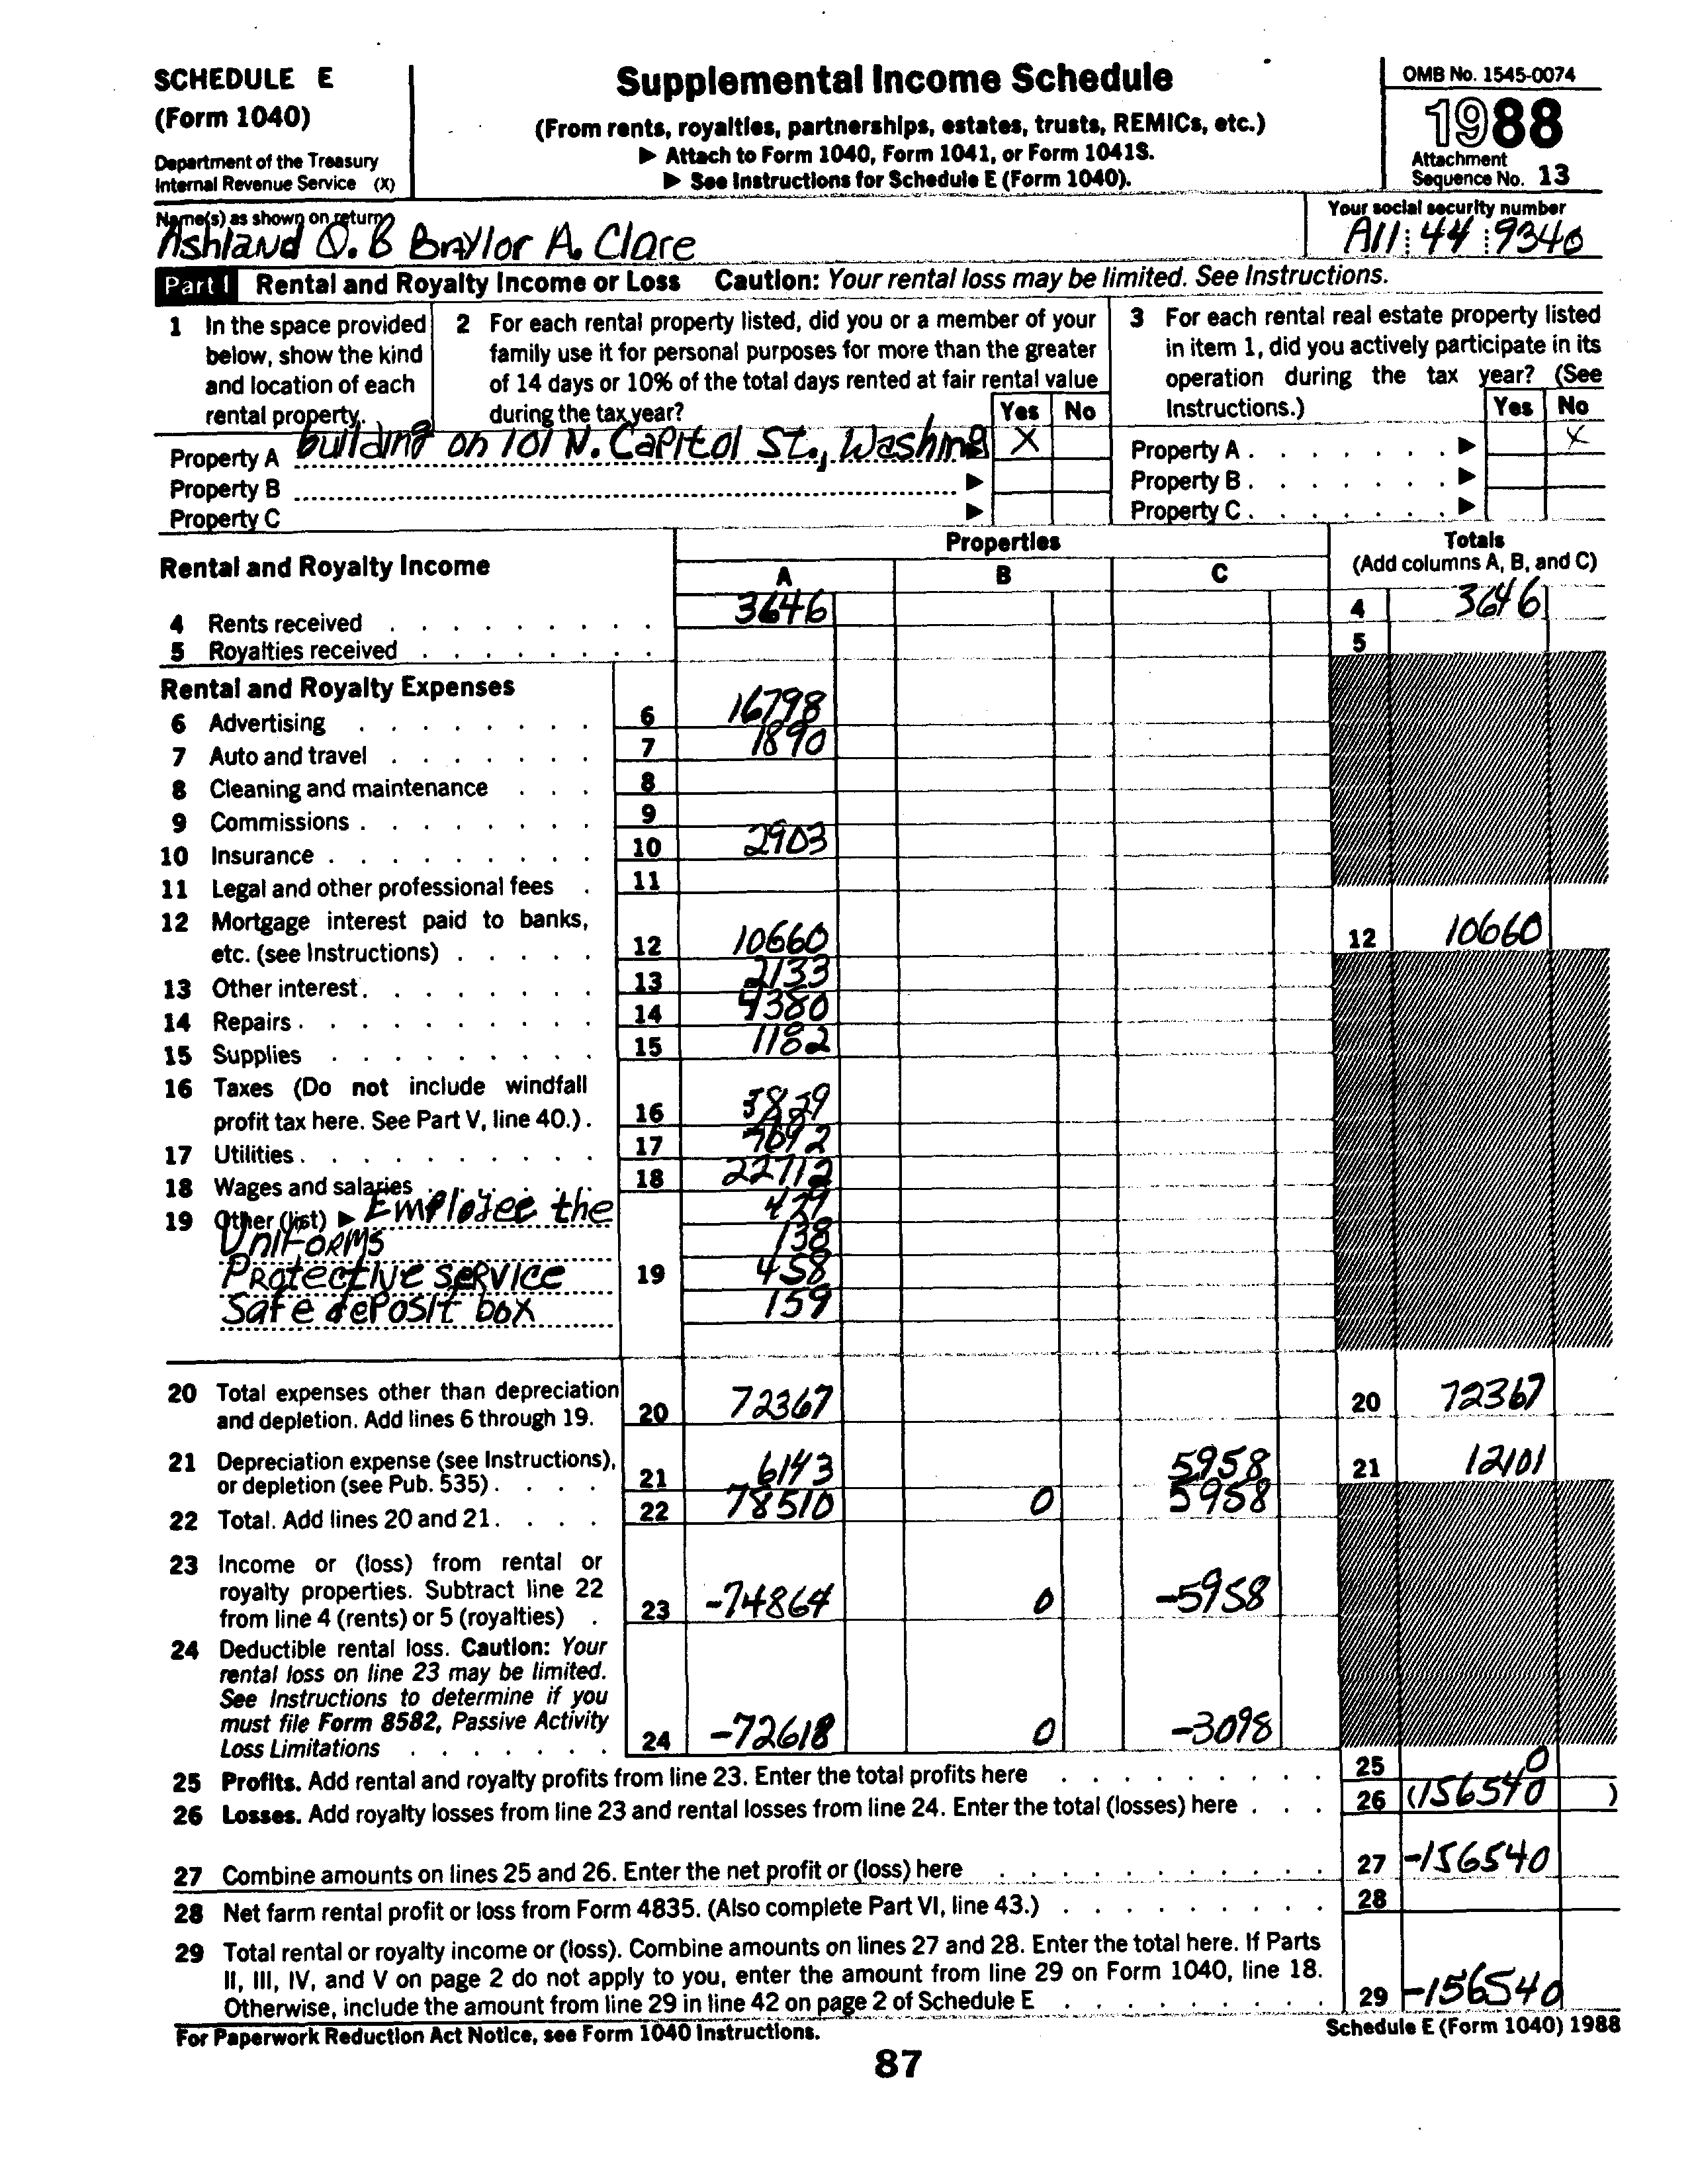 SCHEDULE E
(Form 1040)
Department of the Treasury
Internal Revenue Service (X)
Supplemental Income Schedule
(From rents, royalties, partnerships, estates, trusts, REMICs, etc.)
▶ Attach to Form 1040, Form 1041, or Form 1041S.
▶ See Instructions for Schedule E (Form 1040).
OMB No. 1545-0074
1988
Attachment
Sequence No. 13
Name(s) as shown on return
Ashland Q. B Baylor A. Clare
Your social security number
A11 44 9340
Part I Rental and Royalty Income or Loss Caution: Your rental loss may be limited. See Instructions.
1 In the space provided
below, show the kind
and location of each
rental property.
2 For each rental property listed, did you or a member of your
family use it for personal purposes for more than the greater
of 14 days or 10% of the total days rented at fair rental value
during the tax year?
Yes No
3 For each rental real estate property listed
in item 1, did you actively participate in its
operation during the tax year? (See
Instructions.)
Yes No
Property A building on 101 N. Capitol St., Washing X
Property B ▶
Property C ▶
Property A . . . . . . . ▶ X
Property B . . . . . . . ▶
Property C . . . . . . . ▶
Rental and Royalty Income
Properties
A B C
Totals
(Add columns A, B, and C)
4 Rents received 3646 4 3646
5 Royalties received 5
Rental and Royalty Expenses
6 Advertising 6 16798
7 Auto and travel 7 1890
8 Cleaning and maintenance 8
9 Commissions 9
10 Insurance 10 2903
11 Legal and other professional fees 11
12 Mortgage interest paid to banks,
etc. (see Instructions) 12 10660 12 10660
13 Other interest 13 2133
14 Repairs 14 4380
15 Supplies 15 1182
16 Taxes (Do not include windfall
profit tax here. See Part V, line 40.) 16 3829
17 Utilities 17
18 Wages and salaries 18 22712
19 Other (list) ▶ Employee the 429
Uniforms 138
Protective service 19 458
Safe deposit box 159
20 Total expenses other than depreciation
and depletion. Add lines 6 through 19. 20 72367 20 72367
21 Depreciation expense (see Instructions),
or depletion (see Pub. 535) 21 6143 5958 21 12101
22 Total. Add lines 20 and 21 22 78510 0 5958
23 Income or (loss) from rental or
royalty properties. Subtract line 22
from line 4 (rents) or 5 (royalties) 23 -74864 0 -5958
24 Deductible rental loss. Caution: Your
rental loss on line 23 may be limited.
See Instructions to determine if you
must file Form 8582, Passive Activity
Loss Limitations 24 -72618 0 -3098
25 Profits. Add rental and royalty profits from line 23. Enter the total profits here 25 0
26 Losses. Add royalty losses from line 23 and rental losses from line 24. Enter the total (losses) here 26 (156540 )
27 Combine amounts on lines 25 and 26. Enter the net profit or (loss) here 27 -156540
28 Net farm rental profit or loss from Form 4835. (Also complete Part VI, line 43.) 28
29 Total rental or royalty income or (loss). Combine amounts on lines 27 and 28. Enter the total here. If Parts
II, III, IV, and V on page 2 do not apply to you, enter the amount from line 29 on Form 1040, line 18.
Otherwise, include the amount from line 29 in line 42 on page 2 of Schedule E 29 -156540
For Paperwork Reduction Act Notice, see Form 1040 Instructions.
Schedule E (Form 1040) 1988
87